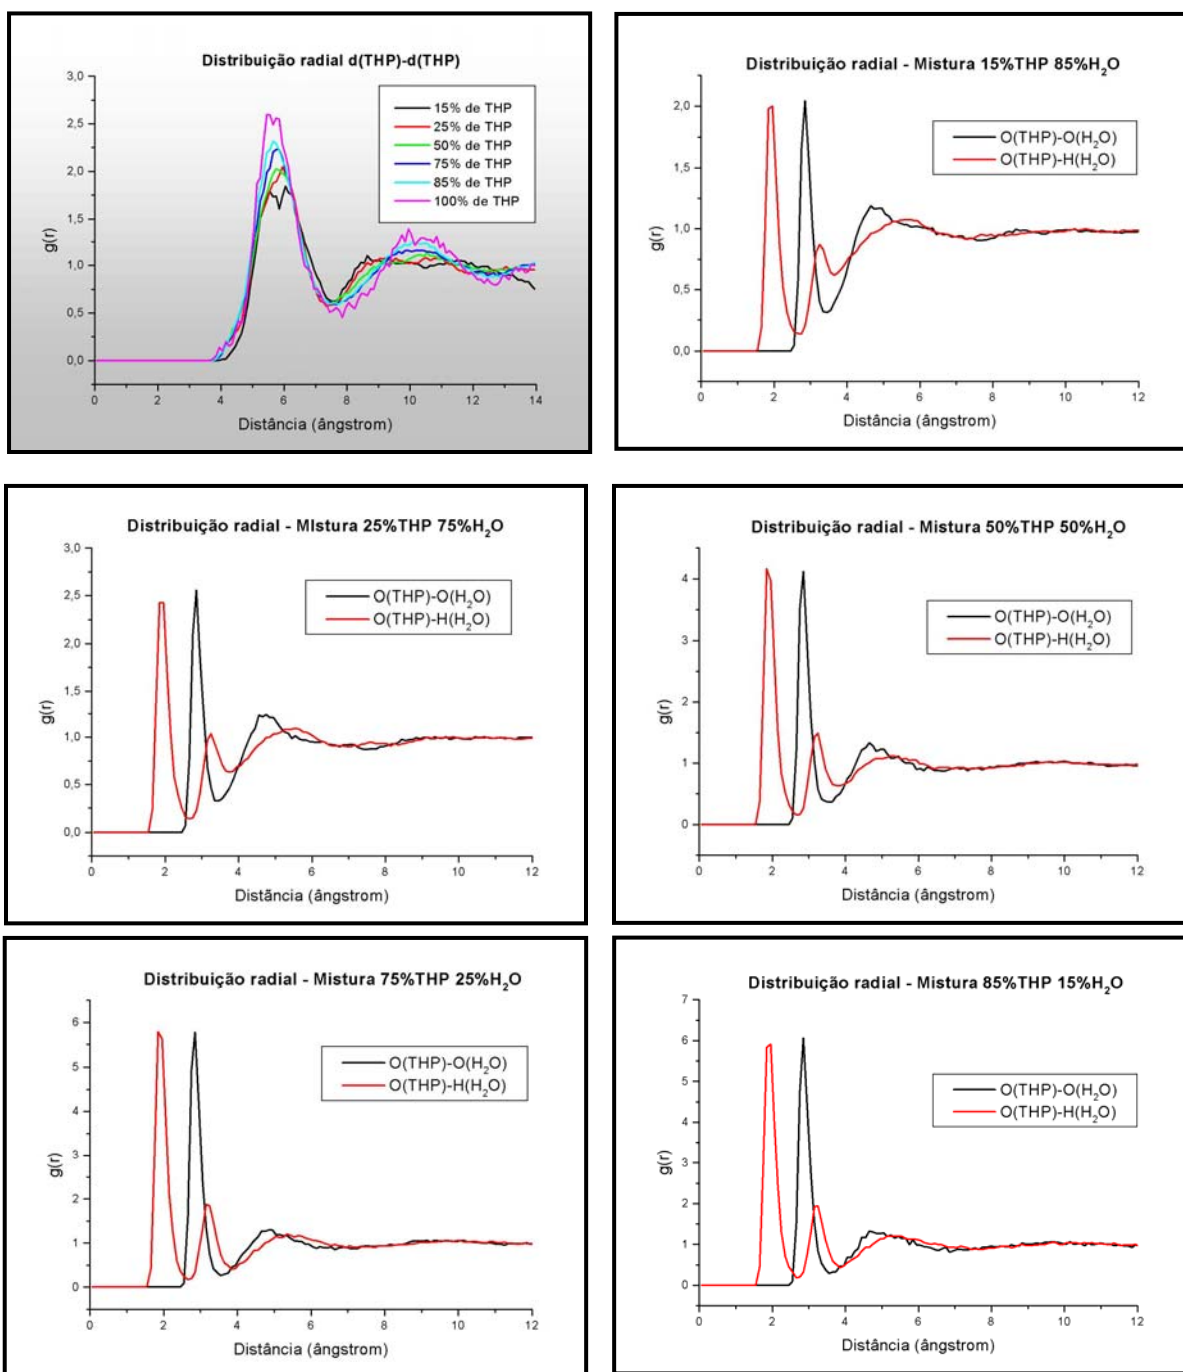 Distribuição radial d(THP)-d(THP)
3,0
2,5
2,0
1,5
1,0
0,5
0,0
g(r)
15% de THP
25% de THP
50% de THP
75% de THP
85% de THP
100% de THP
0 2 4 6 8 10 12 14
Distância (ângstrom)
Distribuição radial - Mistura 15%THP 85%H₂O
2,0
1,5
1,0
0,5
0,0
g(r)
O(THP)-O(H₂O)
O(THP)-H(H₂O)
0 2 4 6 8 10 12
Distância (ângstrom)
Distribuição radial - MIstura 25%THP 75%H₂O
3,0
2,5
2,0
1,5
1,0
0,5
0,0
g(r)
O(THP)-O(H₂O)
O(THP)-H(H₂O)
0 2 4 6 8 10 12
Distância (ângstrom)
Distribuição radial - Mistura 50%THP 50%H₂O
4
3
2
1
0
g(r)
O(THP)-O(H₂O)
O(THP)-H(H₂O)
0 2 4 6 8 10 12
Distância (ângstrom)
Distribuição radial - Mistura 75%THP 25%H₂O
6
5
4
3
2
1
0
g(r)
O(THP)-O(H₂O)
O(THP)-H(H₂O)
0 2 4 6 8 10 12
Distância (ângstrom)
Distribuição radial - Mistura 85%THP 15%H₂O
7
6
5
4
3
2
1
0
g(r)
O(THP)-O(H₂O)
O(THP)-H(H₂O)
0 2 4 6 8 10 12
Distância (ângstrom)